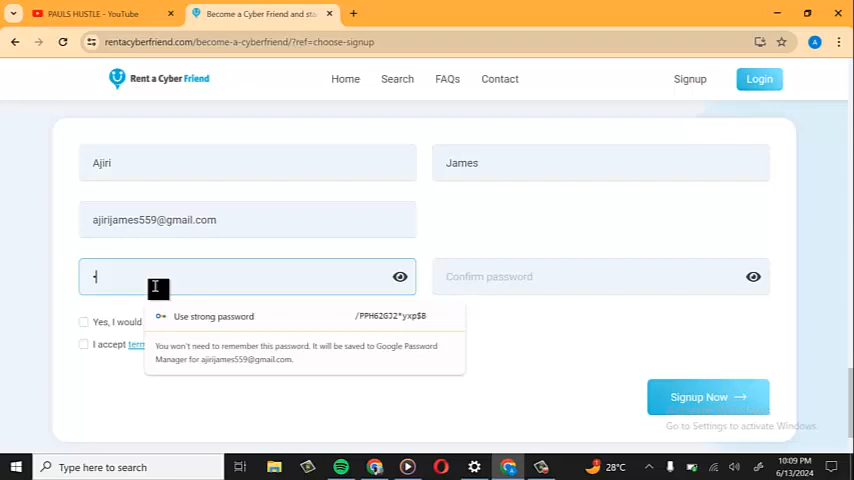 PAULS HUSTLE - YouTube
Become a Cyber Friend and sta
rentacyberfriend.com/become-a-cyberfriend/?ref=choose-signup
A
Rent a Cyber Friend
Home Search FAQs Contact Signup Login
Ajiri James
ajirijames559@gmail.com
Confirm password
Use strong password /PPH62GJ2*yxp$B
Yes, I would
I accept term
You won't need to remember this password. It will be saved to Google Password
Manager for ajirijames559@gmail.com.
Signup Now
Go to Settings to activate Windows.
Type here to search
28°C
10:09 PM
6/13/2024